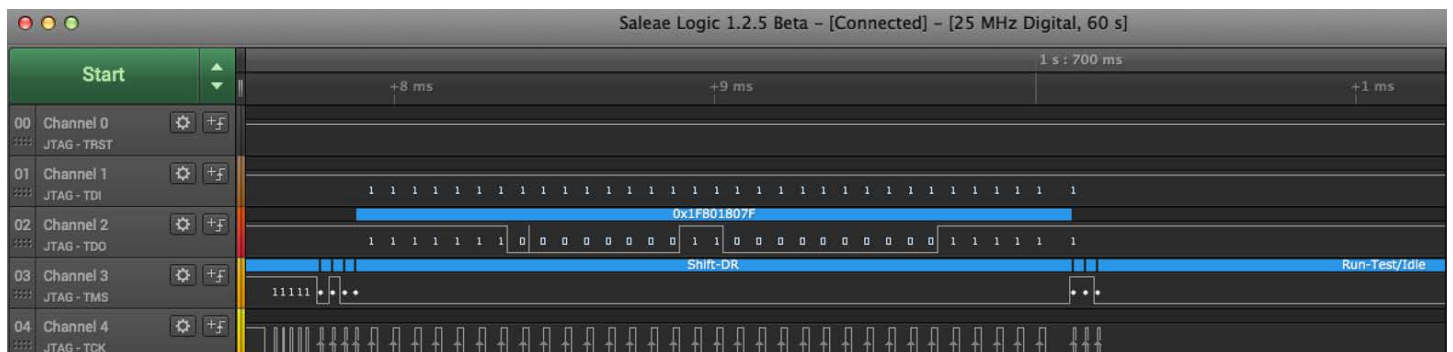 Saleae Logic 1.2.5 Beta – [Connected] – [25 MHz Digital, 60 s]
Start
1 s : 700 ms
+8 ms +9 ms +1 ms
00 Channel 0
JTAG - TRST
01 Channel 1
JTAG - TDI
1 1 1 1 1 1 1 1 1 1 1 1 1 1 1 1 1 1 1 1 1 1 1 1 1 1 1 1 1 1 1 1 1
0x1F801807F
02 Channel 2
JTAG - TDO
1 1 1 1 1 1 1 0 0 0 0 0 0 0 0 1 1 0 0 0 0 0 0 0 0 0 0 1 1 1 1 1 1
Shift-DR Run-Test/Idle
03 Channel 3
JTAG - TMS
11111
04 Channel 4
JTAG - TCK